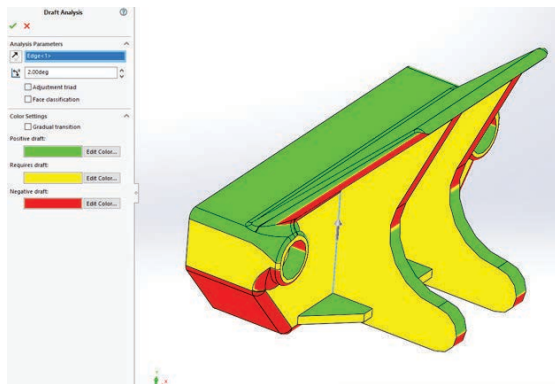 Draft Analysis
Analysis Parameters
Edge<1>
2.00deg
Adjustment triad
Face classification
Color Settings
Gradual transition
Positive draft:
Edit Color...
Requires draft:
Edit Color...
Negative draft:
Edit Color...